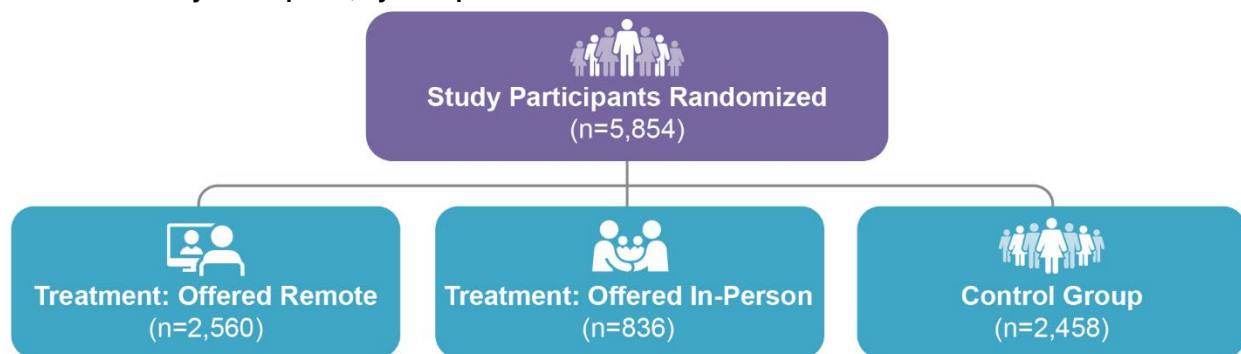 Study Participants Randomized
(n=5,854)
Treatment: Offered Remote
(n=2,560)
Treatment: Offered In-Person
(n=836)
Control Group
(n=2,458)